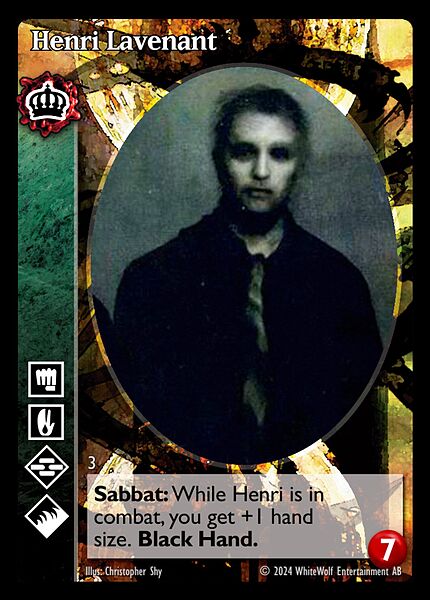 Henri Lavenant
3
Sabbat: While Henri is in
combat, you get +1 hand
size. Black Hand.
7
Illus: Christopher Shy
© 2024 WhiteWolf Entertainment AB